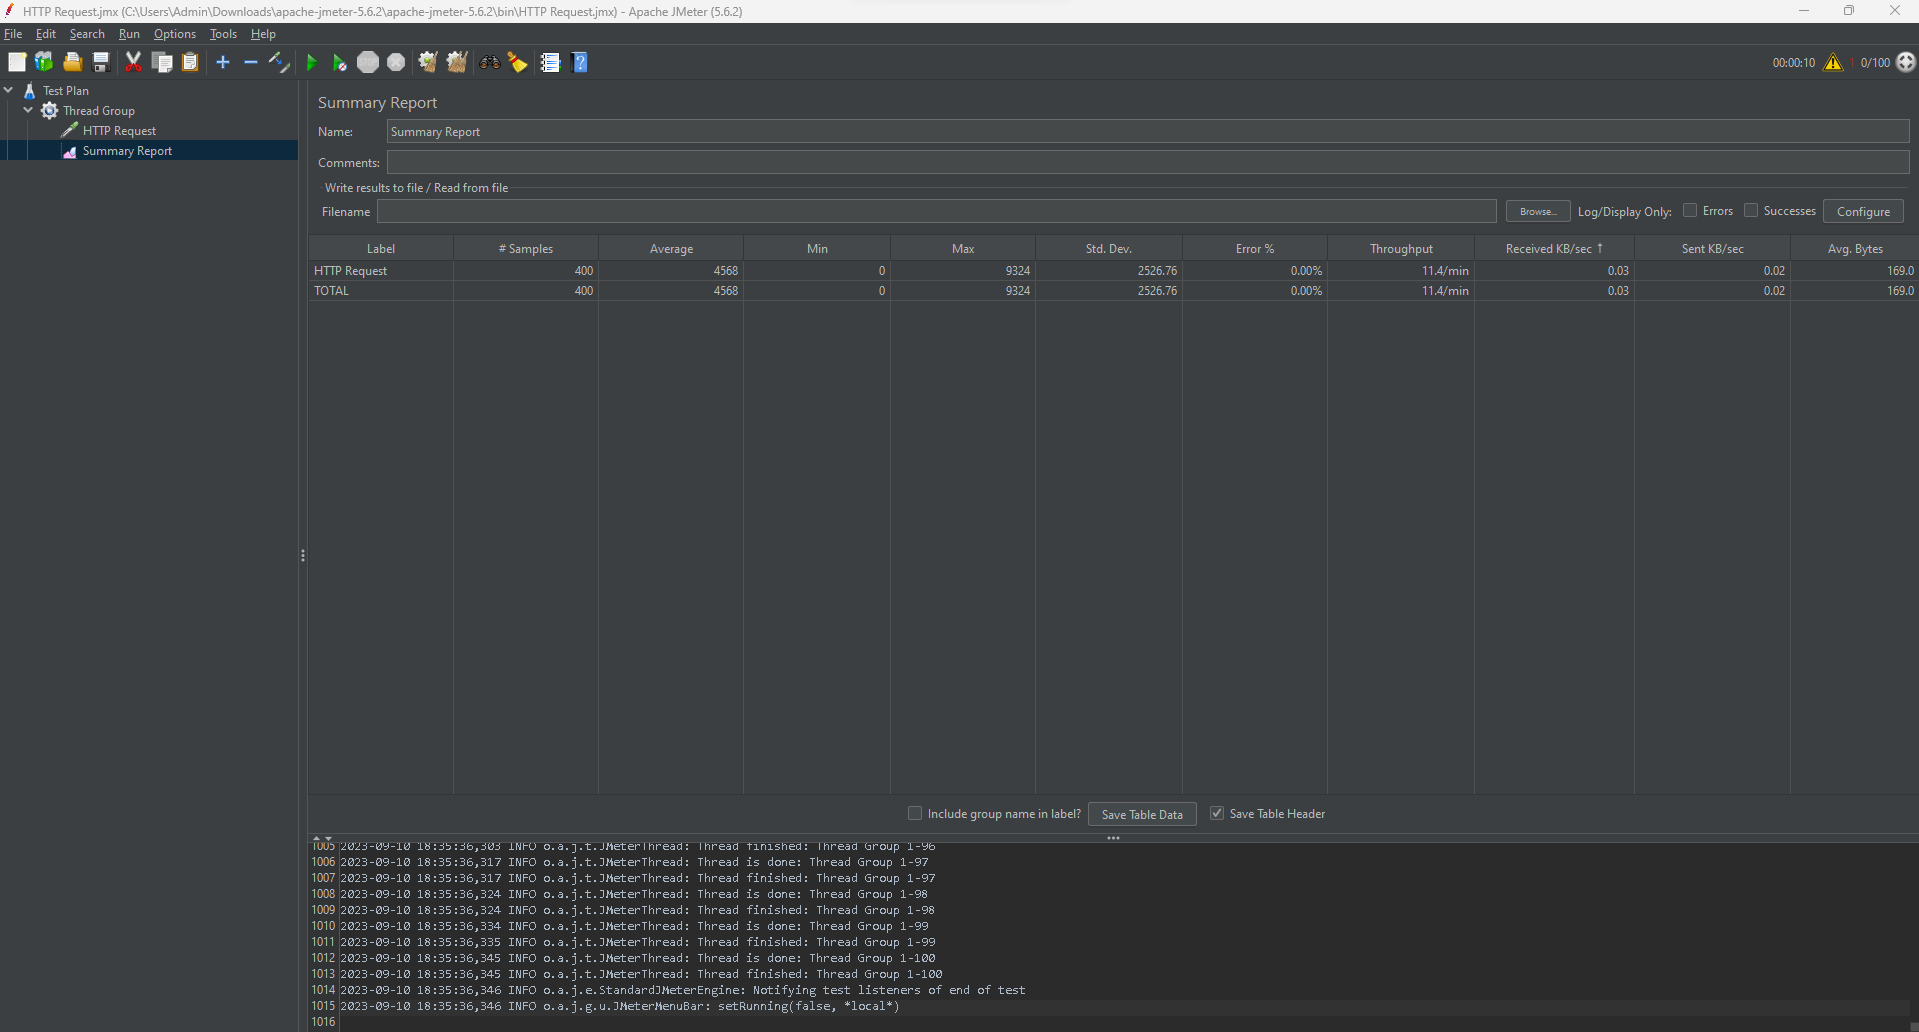 HTTP Request.jmx (C:\Users\Admin\Downloads\apache-jmeter-5.6.2\apache-jmeter-5.6.2\bin\HTTP Request.jmx) - Apache JMeter (5.6.2)
File Edit Search Run Options Tools Help
00:00:10 1 0/100
Test Plan
Thread Group
HTTP Request
Summary Report
Summary Report
Name: Summary Report
Comments:
Write results to file / Read from file
Filename Browse... Log/Display Only: Errors Successes Configure
Label # Samples Average Min Max Std. Dev. Error % Throughput Received KB/sec ↑ Sent KB/sec Avg. Bytes
HTTP Request 400 4568 0 9324 2526.76 0.00% 11.4/min 0.03 0.02 169.0
TOTAL 400 4568 0 9324 2526.76 0.00% 11.4/min 0.03 0.02 169.0
Include group name in label? Save Table Data Save Table Header
1005 2023-09-10 18:35:36,303 INFO o.a.j.t.JMeterThread: Thread finished: Thread Group 1-96
1006 2023-09-10 18:35:36,317 INFO o.a.j.t.JMeterThread: Thread is done: Thread Group 1-97
1007 2023-09-10 18:35:36,317 INFO o.a.j.t.JMeterThread: Thread finished: Thread Group 1-97
1008 2023-09-10 18:35:36,324 INFO o.a.j.t.JMeterThread: Thread is done: Thread Group 1-98
1009 2023-09-10 18:35:36,324 INFO o.a.j.t.JMeterThread: Thread finished: Thread Group 1-98
1010 2023-09-10 18:35:36,334 INFO o.a.j.t.JMeterThread: Thread is done: Thread Group 1-99
1011 2023-09-10 18:35:36,335 INFO o.a.j.t.JMeterThread: Thread finished: Thread Group 1-99
1012 2023-09-10 18:35:36,345 INFO o.a.j.t.JMeterThread: Thread is done: Thread Group 1-100
1013 2023-09-10 18:35:36,345 INFO o.a.j.t.JMeterThread: Thread finished: Thread Group 1-100
1014 2023-09-10 18:35:36,346 INFO o.a.j.e.StandardJMeterEngine: Notifying test listeners of end of test
1015 2023-09-10 18:35:36,346 INFO o.a.j.g.u.JMeterMenuBar: setRunning(false, *local*)
1016